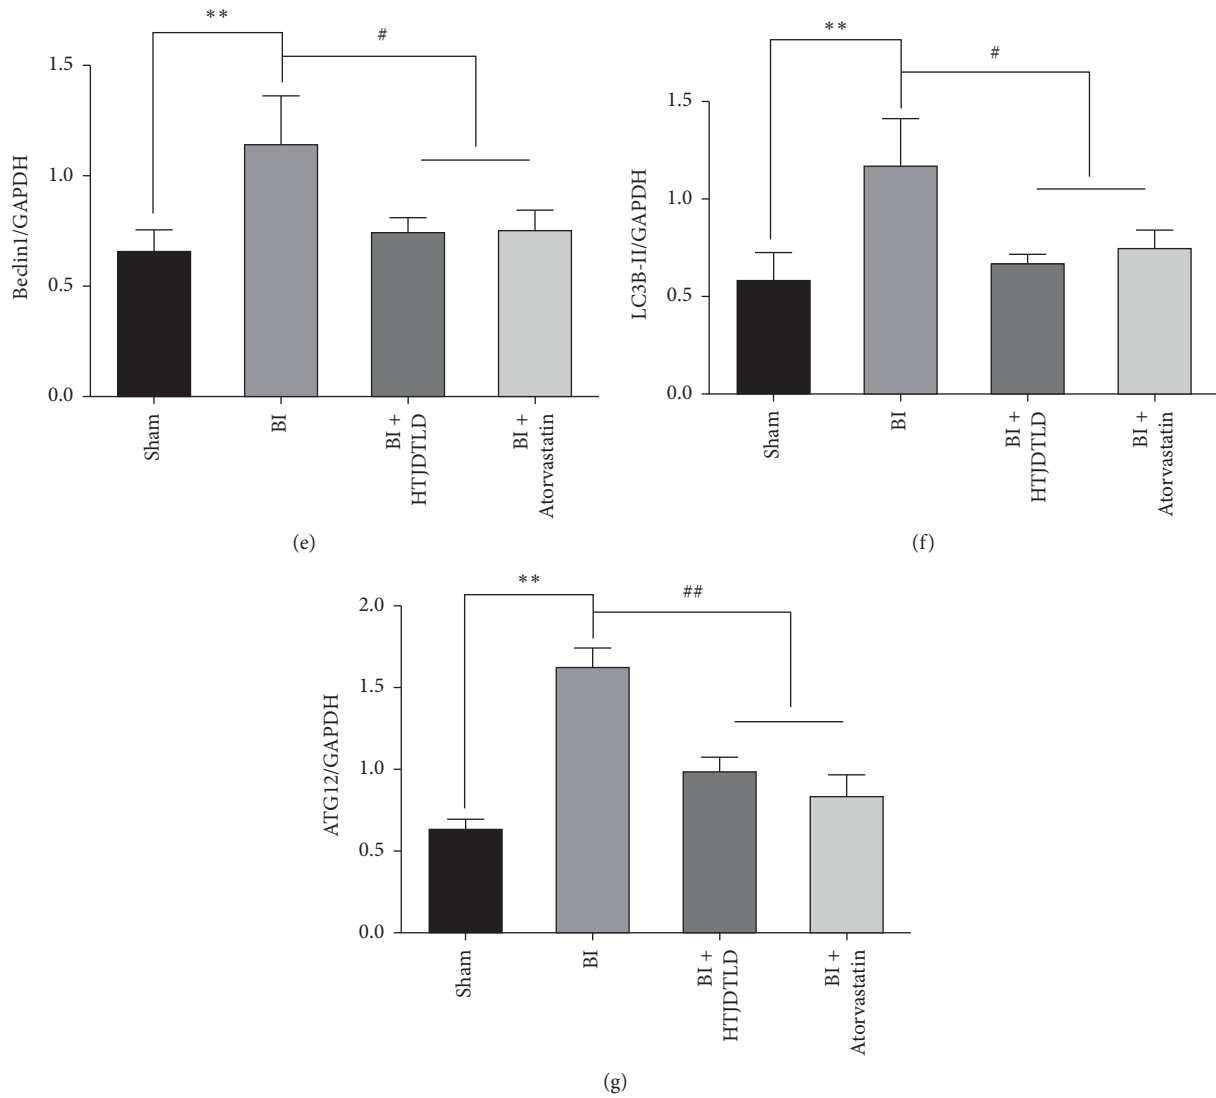 **
#
Beclin1/GAPDH
1.5
1.0
0.5
0.0
Sham
BI
BI +
HTJDTLD
BI +
Atorvastatin
(e)
**
#
LC3B-II/GAPDH
1.5
1.0
0.5
0.0
Sham
BI
BI +
HTJDTLD
BI +
Atorvastatin
(f)
**
##
ATG12/GAPDH
2.0
1.5
1.0
0.5
0.0
Sham
BI
BI +
HTJDTLD
BI +
Atorvastatin
(g)